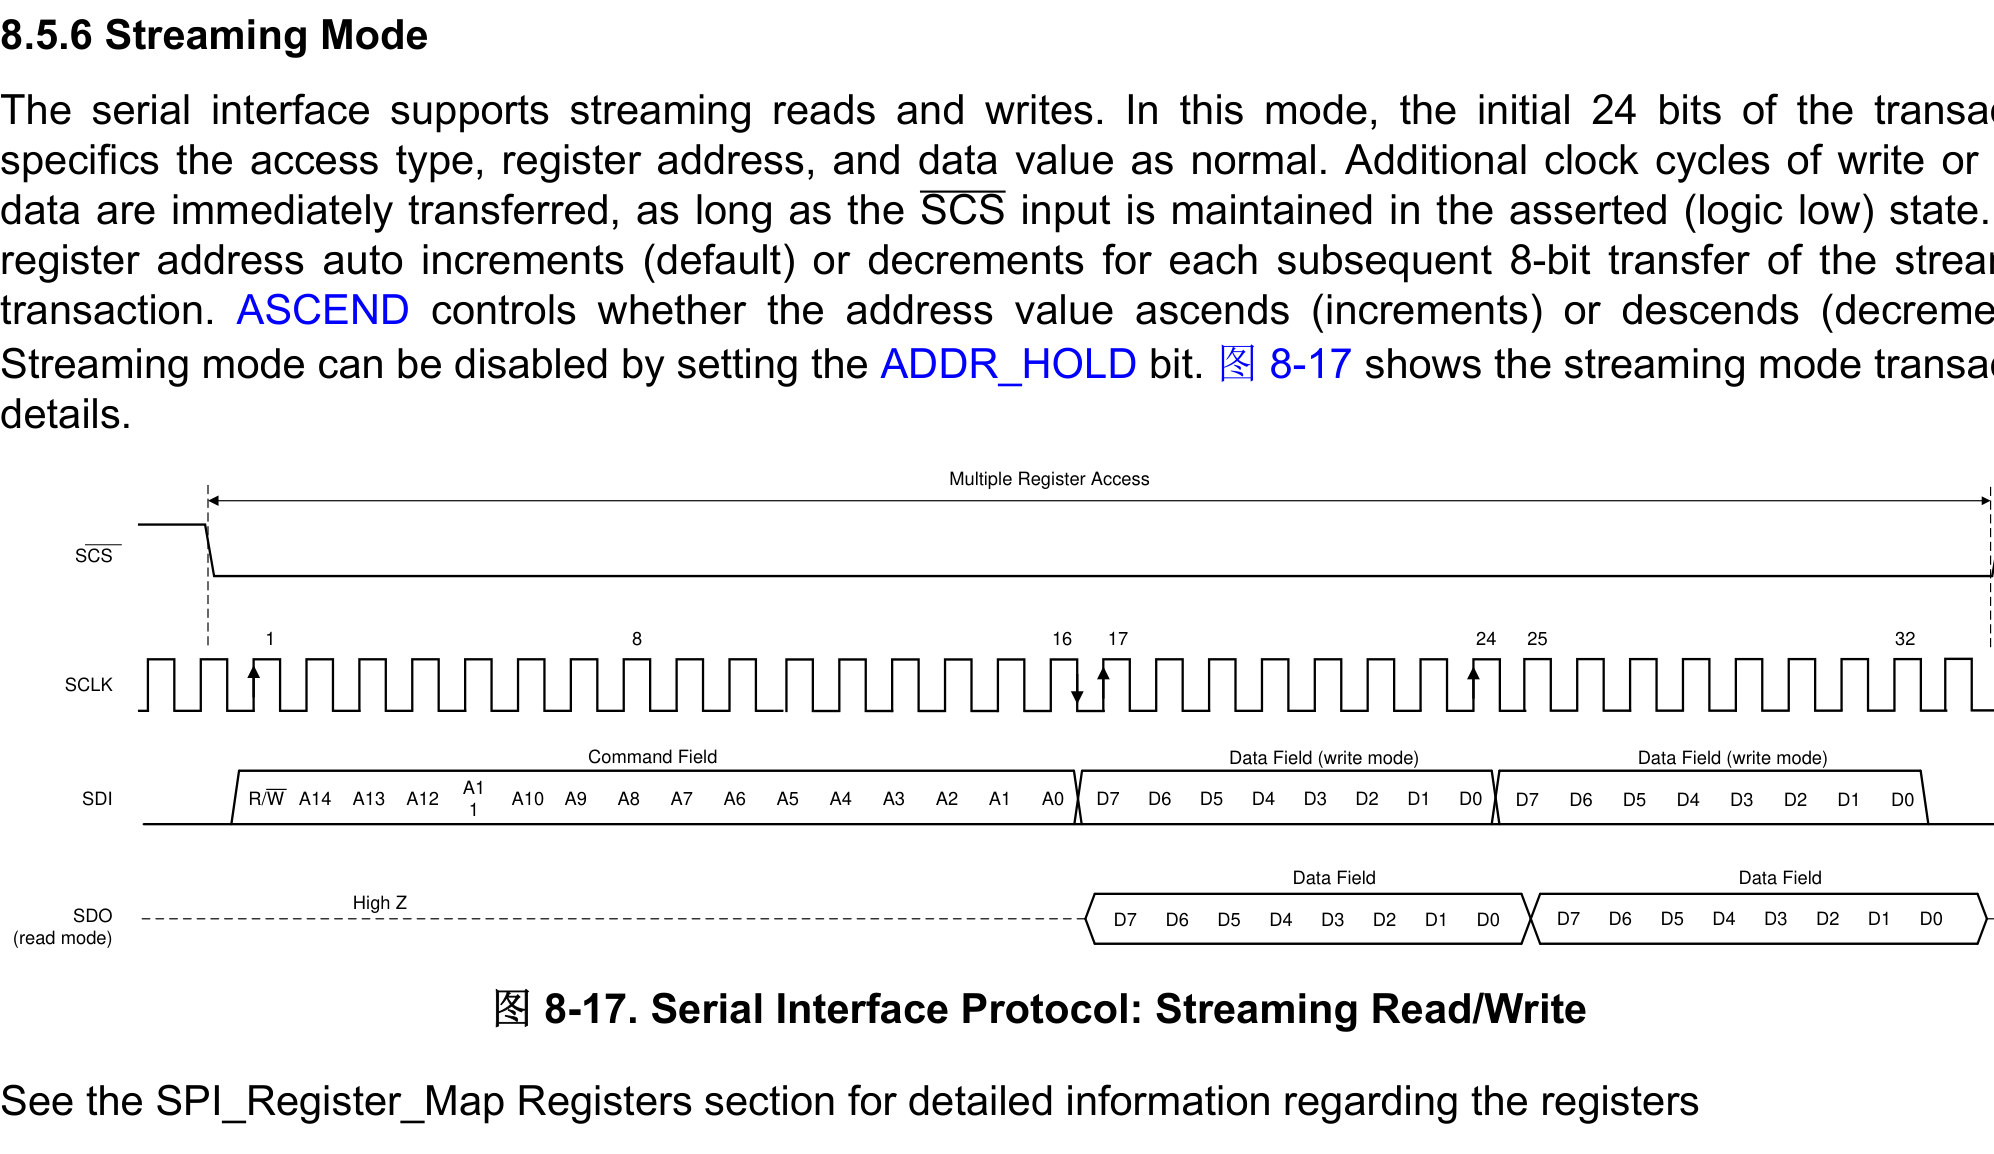 8.5.6 Streaming Mode
The serial interface supports streaming reads and writes. In this mode, the initial 24 bits of the
specifics the access type, register address, and data value as normal. Additional clock cycles of write or
data are immediately transferred, as long as the SCS input is maintained in the asserted (logic low) state.
register address auto increments (default) or decrements for each subsequent 8-bit transfer of the
transaction. ASCEND controls whether the address value ascends (increments) or descends
Streaming mode can be disabled by setting the ADDR_HOLD bit. 图 8-17 shows the streaming mode
details.
Multiple Register Access
SCS
1 8 16 17 24 25 32
SCLK
Command Field Data Field (write mode) Data Field (write mode)
SDI R/W A14 A13 A12 A11 A10 A9 A8 A7 A6 A5 A4 A3 A2 A1 A0 D7 D6 D5 D4 D3 D2 D1 D0 D7 D6 D5 D4 D3 D2 D1 D0
Data Field Data Field
High Z
SDO D7 D6 D5 D4 D3 D2 D1 D0 D7 D6 D5 D4 D3 D2 D1 D0
(read mode)
图 8-17. Serial Interface Protocol: Streaming Read/Write
See the SPI_Register_Map Registers section for detailed information regarding the registers